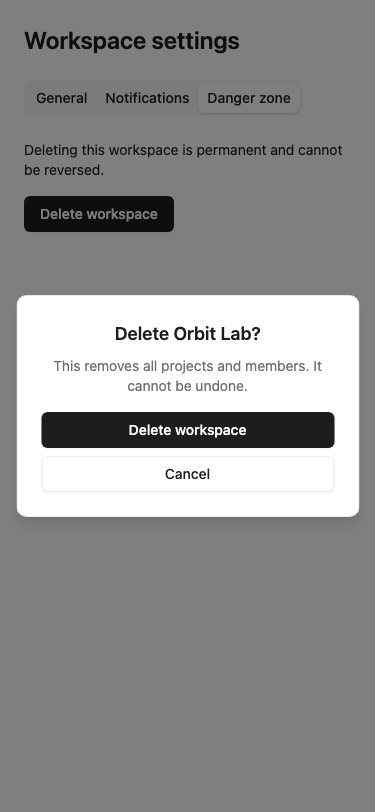 Workspace settings
General Notifications Danger zone
Deleting this workspace is permanent and cannot
be reversed.
Delete workspace
Delete Orbit Lab?
This removes all projects and members. It
cannot be undone.
Delete workspace
Cancel